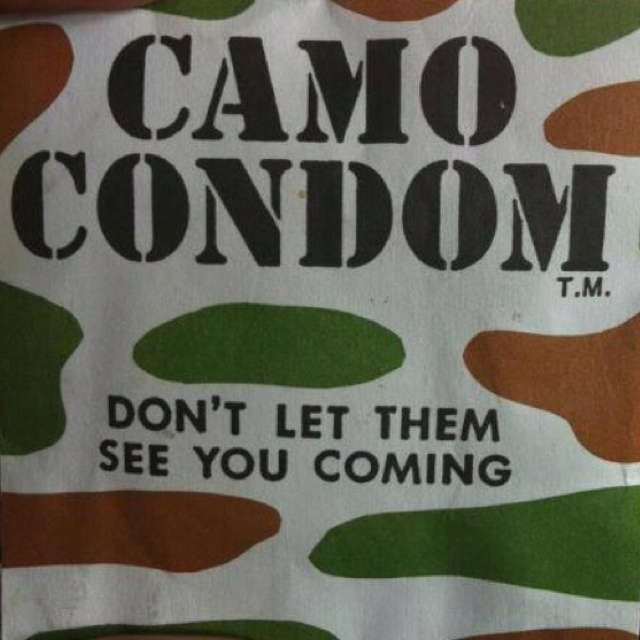 CAMO
CONDOM
T.M.
DON'T LET THEM
SEE YOU COMING